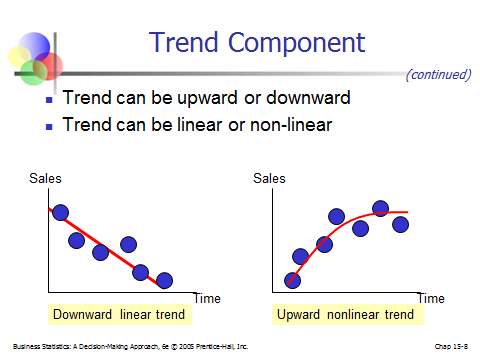 Trend Component
(continued)
Trend can be upward or downward
Trend can be linear or non-linear
Sales
Time
Downward linear trend
Sales
Time
Upward nonlinear trend
Business Statistics: A Decision-Making Approach, 6e © 2005 Prentice-Hall, Inc.
Chap 15-8